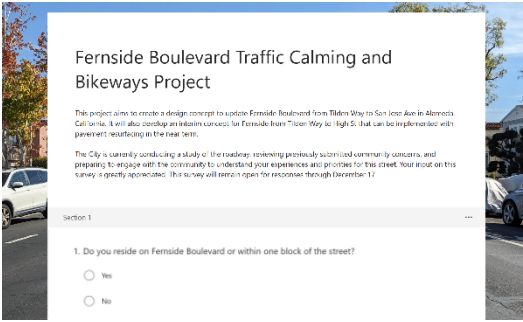 Fernside Boulevard Traffic Calming and
Bikeways Project
This project aims to create a design concept to update Fernside Boulevard from Tilden Way to San Jose Ave in Alameda,
California. It will also develop an interim concept for Fernside from Tilden Way to High St that can be implemented with
pavement resurfacing in the near term.
The City is currently conducting a study of the roadway, reviewing previously submitted community concerns, and
preparing to engage with the community to understand your experiences and priorities for this street. Your input on this
survey is greatly appreciated. This survey will remain open for responses through December 17.
Section 1
...
1. Do you reside on Fernside Boulevard or within one block of the street?
Yes
No